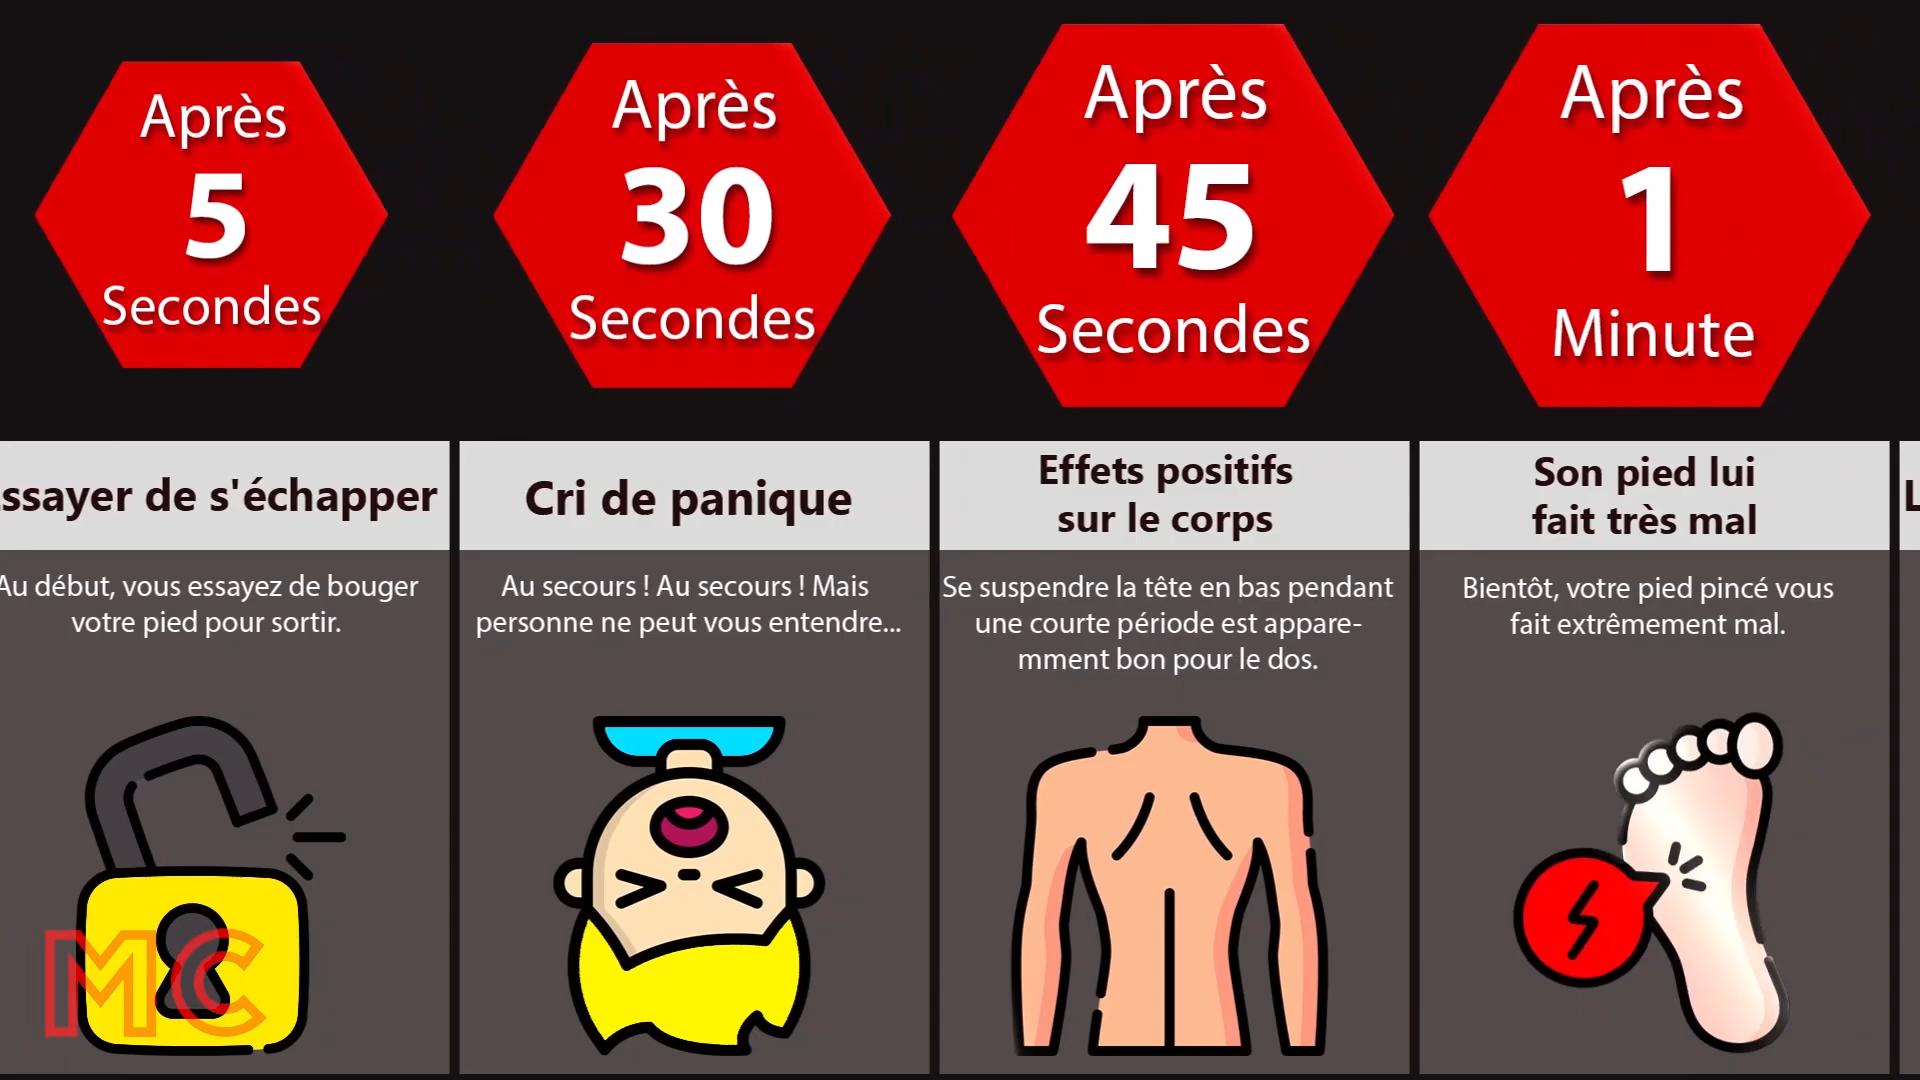 Après
5
Secondes
Après
30
Secondes
Après
45
Secondes
Après
1
Minute
ssayer de s'échapper
Au début, vous essayez de bouger
votre pied pour sortir.
Cri de panique
Au secours ! Au secours ! Mais
personne ne peut vous entendre...
Effets positifs
sur le corps
Se suspendre la tête en bas pendant
une courte période est appare-
mment bon pour le dos.
Son pied lui
fait très mal
Bientôt, votre pied pincé vous
fait extrêmement mal.
L
MC